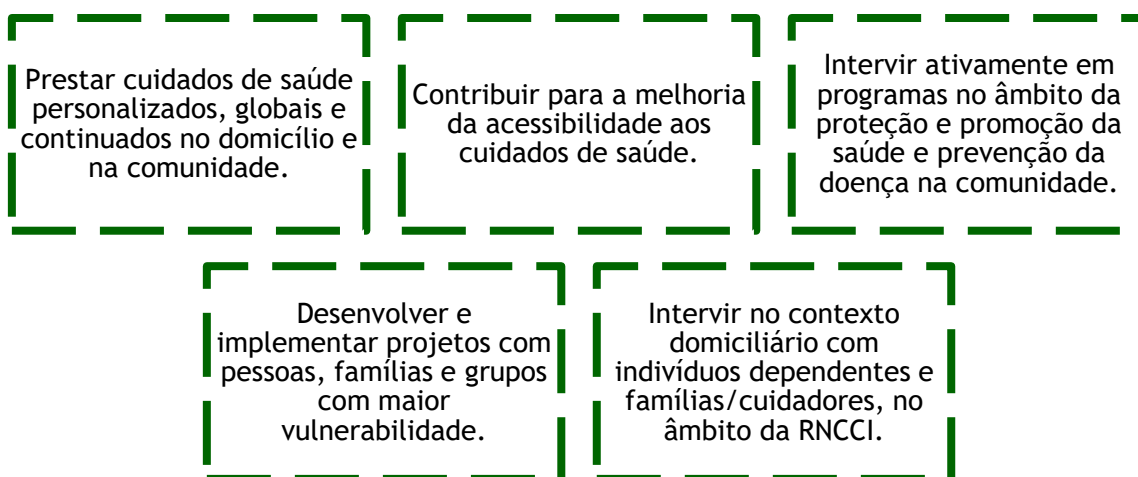 Prestar cuidados de saúde
personalizados, globais e
continuados no domicílio e
na comunidade.
Contribuir para a melhoria
da acessibilidade aos
cuidados de saúde.
Intervir ativamente em
programas no âmbito da
proteção e promoção da
saúde e prevenção da
doença na comunidade.
Desenvolver e
implementar projetos com
pessoas, famílias e grupos
com maior
vulnerabilidade.
Intervir no contexto
domiciliário com
indivíduos dependentes e
famílias/cuidadores, no
âmbito da RNCCI.